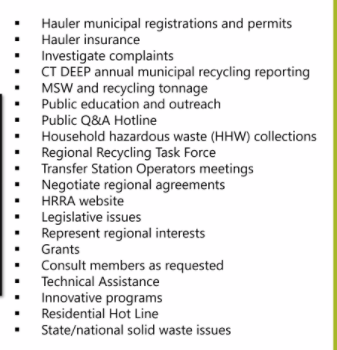 ▪ Hauler municipal registrations and permits
▪ Hauler insurance
▪ Investigate complaints
▪ CT DEEP annual municipal recycling reporting
▪ MSW and recycling tonnage
▪ Public education and outreach
▪ Public Q&A Hotline
▪ Household hazardous waste (HHW) collections
▪ Regional Recycling Task Force
▪ Transfer Station Operators meetings
▪ Negotiate regional agreements
▪ HRRA website
▪ Legislative issues
▪ Represent regional interests
▪ Grants
▪ Consult members as requested
▪ Technical Assistance
▪ Innovative programs
▪ Residential Hot Line
▪ State/national solid waste issues